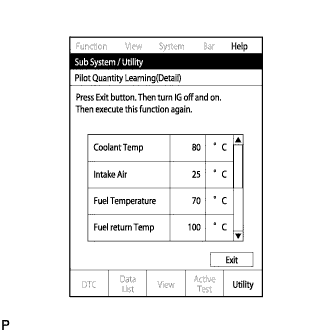 Function View System Bar Help
Sub System / Utility
Pilot Quantity Learning(Detail)
Press Exit button. Then turn IG off and on.
Then execute this function again.
Coolant Temp 80 ° C
Intake Air 25 ° C
Fuel Temperature 70 ° C
Fuel return Temp 100 ° C
Exit
DTC Data List View Active Test Utility
P